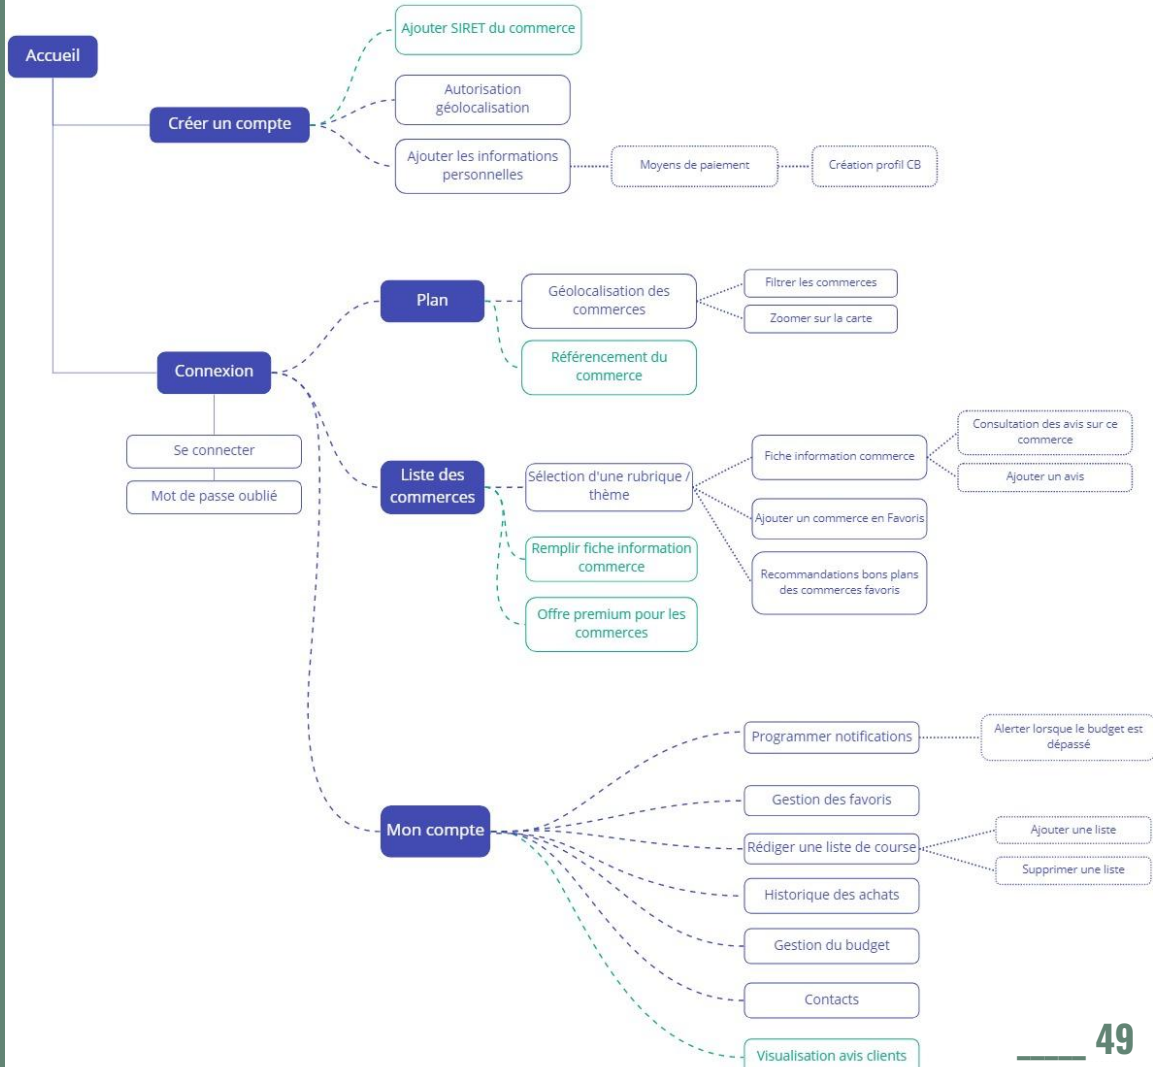 Accueil
Créer un compte
Ajouter SIRET du commerce
Autorisation
géolocalisation
Ajouter les informations
personnelles
Moyens de paiement
Création profil CB
Connexion
Se connecter
Mot de passe oublié
Plan
Géolocalisation des
commerces
Filtrer les commerces
Zoomer sur la carte
Référencement du
commerce
Liste des
commerces
Sélection d'une rubrique /
thème
Fiche information commerce
Consultation des avis sur ce
commerce
Ajouter un avis
Ajouter un commerce en Favoris
Recommandations bons plans
des commerces favoris
Remplir fiche information
commerce
Offre premium pour les
commerces
Mon compte
Programmer notifications
Alerter lorsque le budget est
dépassé
Gestion des favoris
Rédiger une liste de course
Ajouter une liste
Supprimer une liste
Historique des achats
Gestion du budget
Contacts
Visualisation avis clients
____ 49